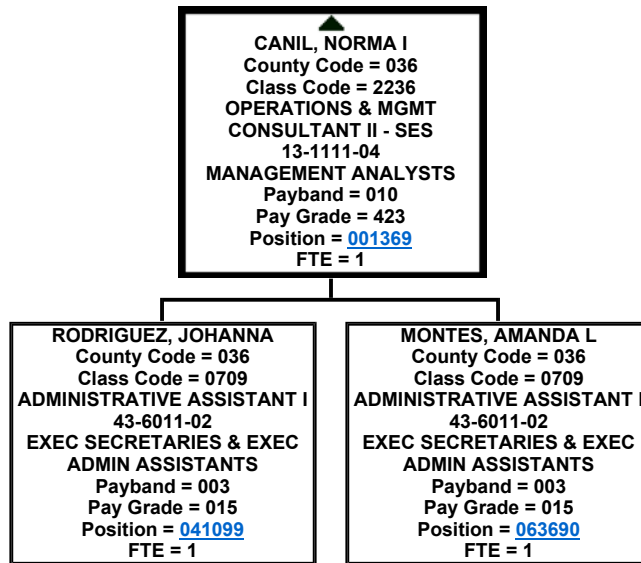 CANIL, NORMA I
County Code = 036
Class Code = 2236
OPERATIONS & MGMT
CONSULTANT II - SES
13-1111-04
MANAGEMENT ANALYSTS
Payband = 010
Pay Grade = 423
Position = 001369
FTE = 1
RODRIGUEZ, JOHANNA
County Code = 036
Class Code = 0709
ADMINISTRATIVE ASSISTANT I
43-6011-02
EXEC SECRETARIES & EXEC
ADMIN ASSISTANTS
Payband = 003
Pay Grade = 015
Position = 041099
FTE = 1
MONTES, AMANDA L
County Code = 036
Class Code = 0709
ADMINISTRATIVE ASSISTANT I
43-6011-02
EXEC SECRETARIES & EXEC
ADMIN ASSISTANTS
Payband = 003
Pay Grade = 015
Position = 063690
FTE = 1